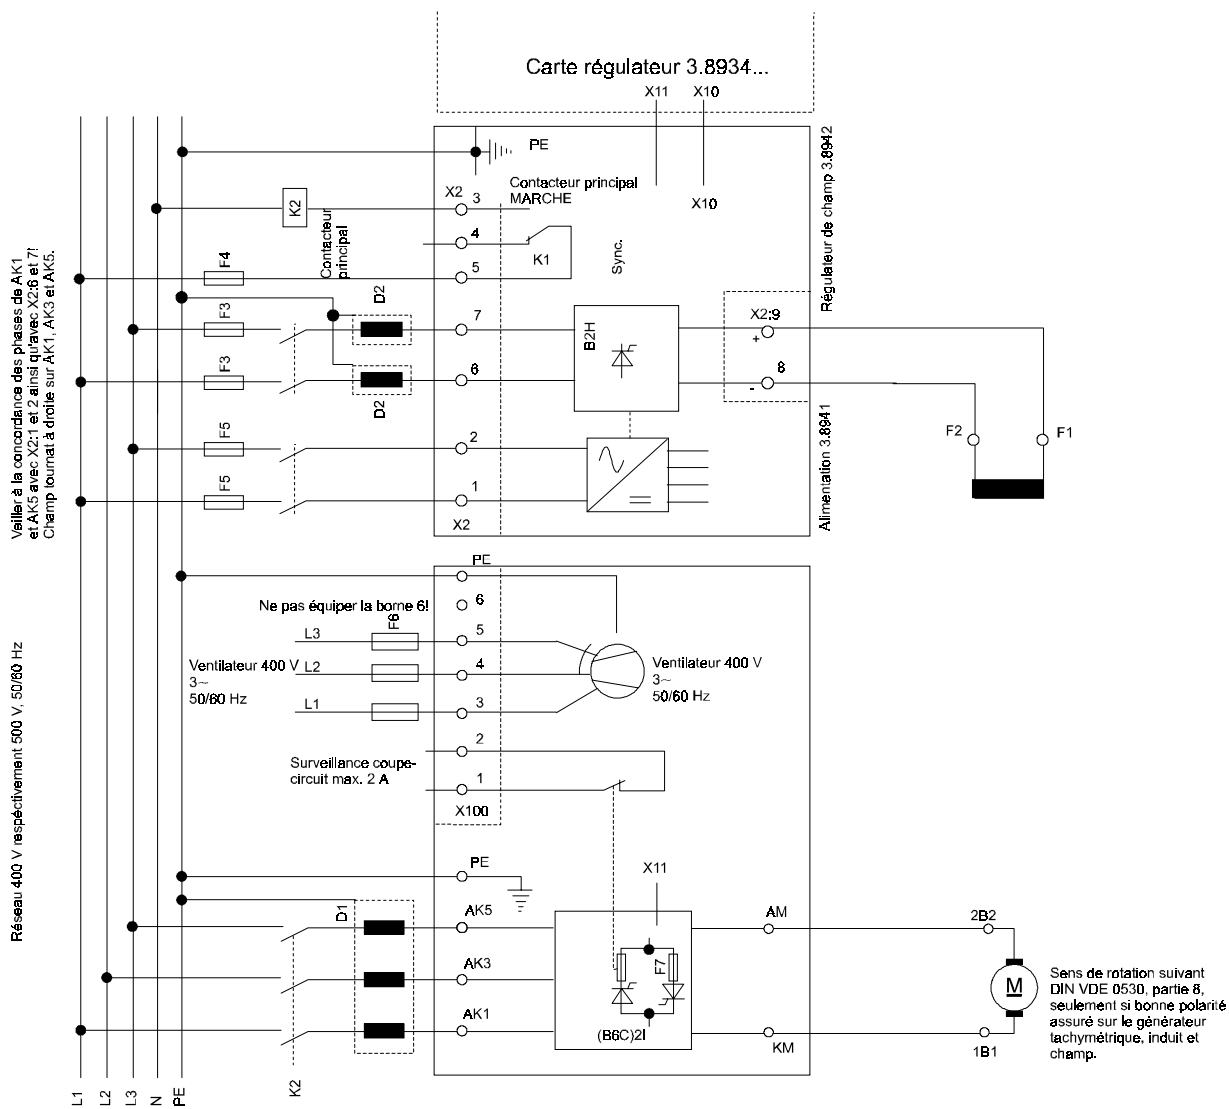 Carte régulateur 3.8934...
X11
X10
PE
Régulateur de champ 3.8942
Contacteur principal
MARCHE
X2
3
K2
X10
Contacteur
principal
4
K1
Sync.
F4
5
Veiller à la concordance des phases de AK1
et AK5 avec X2:1 et 2 ainsi qu'avec X2:6 et 7!
Champ tournat à droite sur AK1, AK3 et AK5.
D2
F3
7
B2H
X2:9
+
F3
6
8
-
D2
Alimentation 3.8941
F5
2
F2
F1
F5
1
X2
PE
Ne pas équiper la borne 6!
6
F6
L3
5
Ventilateur 400 V
3~
50/60 Hz
L2
4
Ventilateur 400 V
3~
50/60 Hz
L1
3
Réseau 400 V respéctivement 500 V, 50/60 Hz
2
Surveillance coupe-
circuit max. 2 A
1
X100
PE
X11
D1
AK5
AM
2B2
AK3
F7
M
Sens de rotation suivant
DIN VDE 0530, partie 8,
seulement si bonne polarité
assuré sur le générateur
tachymétrique, induit et
champ.
AK1
(B6C)2I
KM
1B1
K2
L1
L2
L3
N
PE